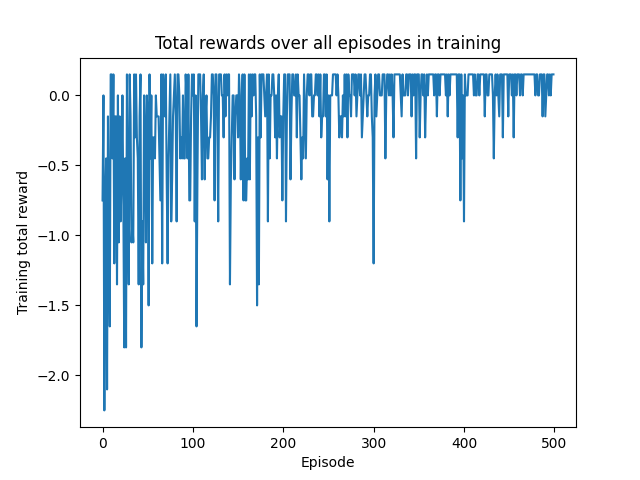 Total rewards over all episodes in training
Training total reward
0.0
−0.5
−1.0
−1.5
−2.0
0 100 200 300 400 500
Episode